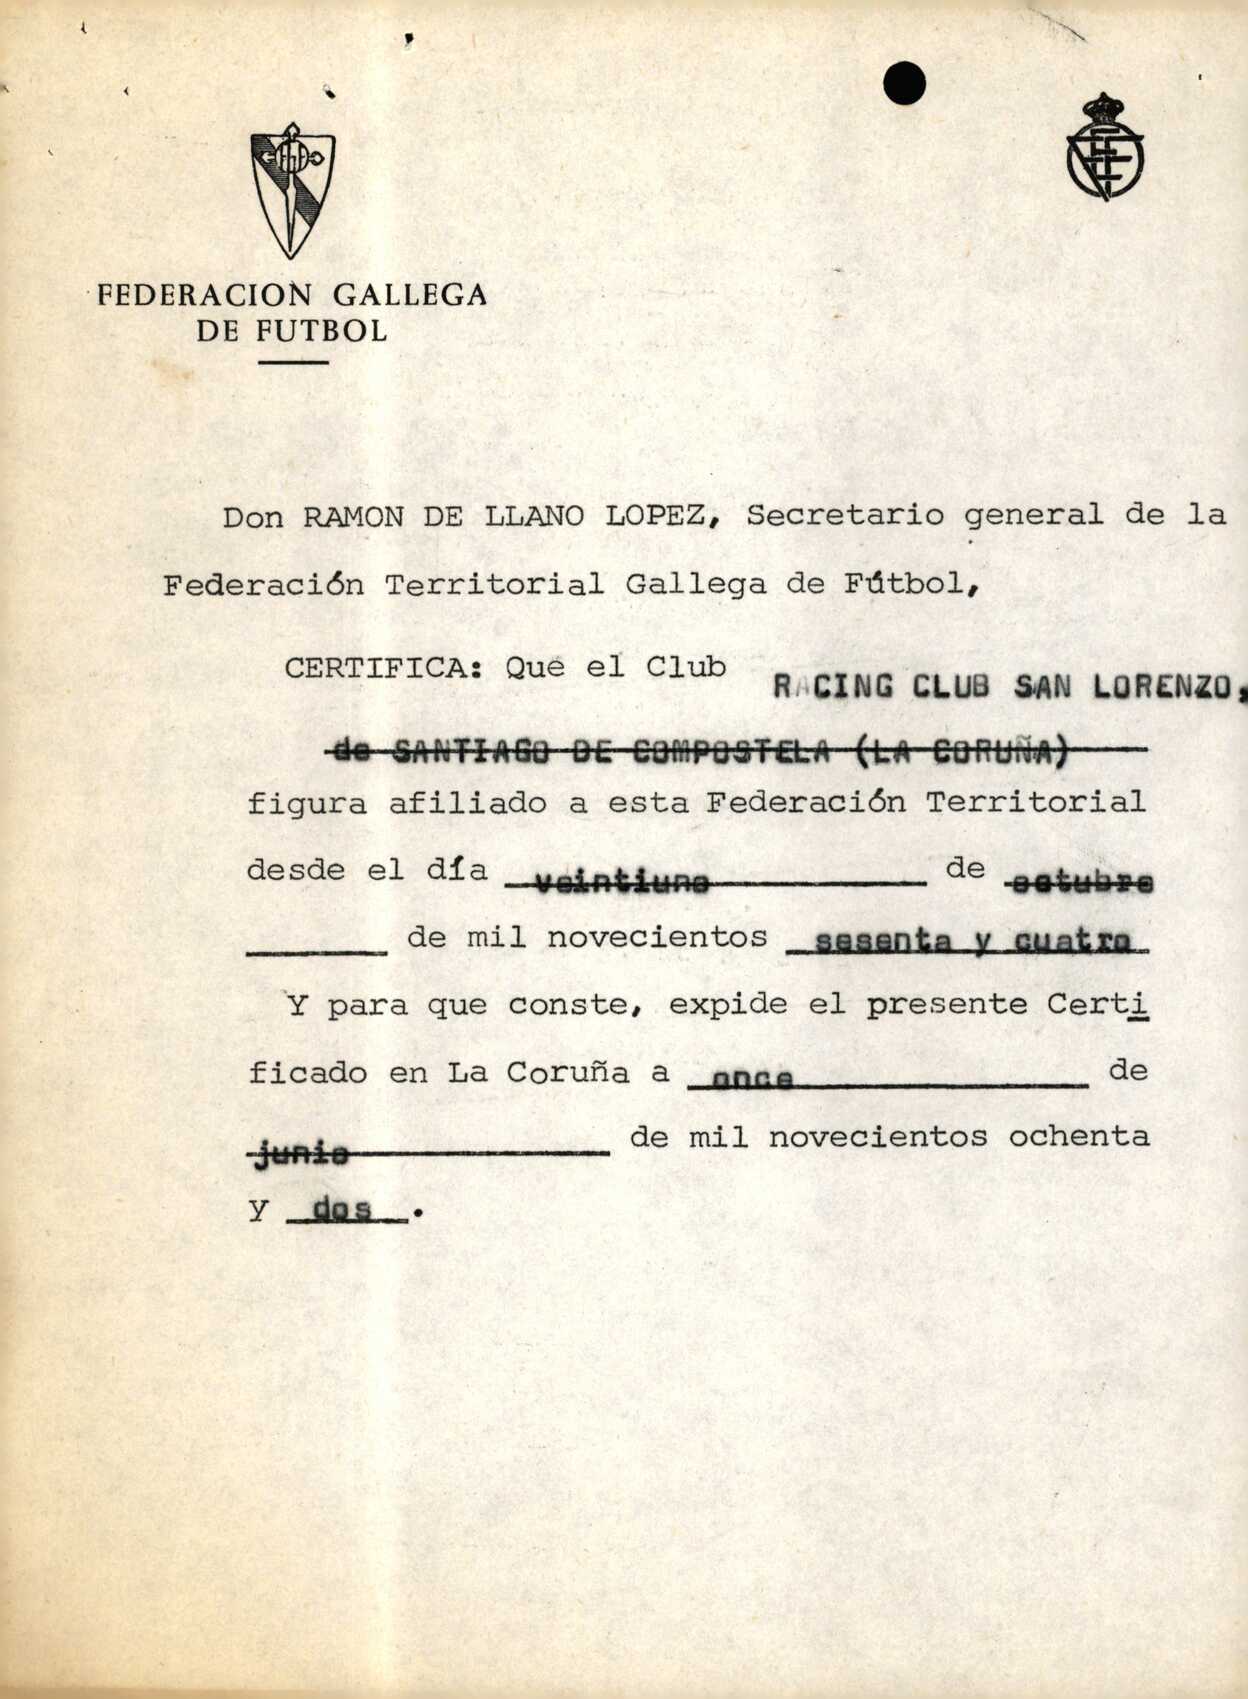 FEDERACION GALLEGA
DE FUTBOL
Don RAMON DE LLANO LOPEZ, Secretario general de la
Federación Territorial Gallega de Fútbol,
CERTIFICA: Que el Club RACING CLUB SAN LORENZO,
de SANTIAGO DE COMPOSTELA (LA CORUÑA)
figura afiliado a esta Federación Territorial
desde el día veintiuno de octubre
de mil novecientos sesenta y cuatro
Y para que conste, expide el presente Certi
ficado en La Coruña a once de
junio de mil novecientos ochenta
y dos .